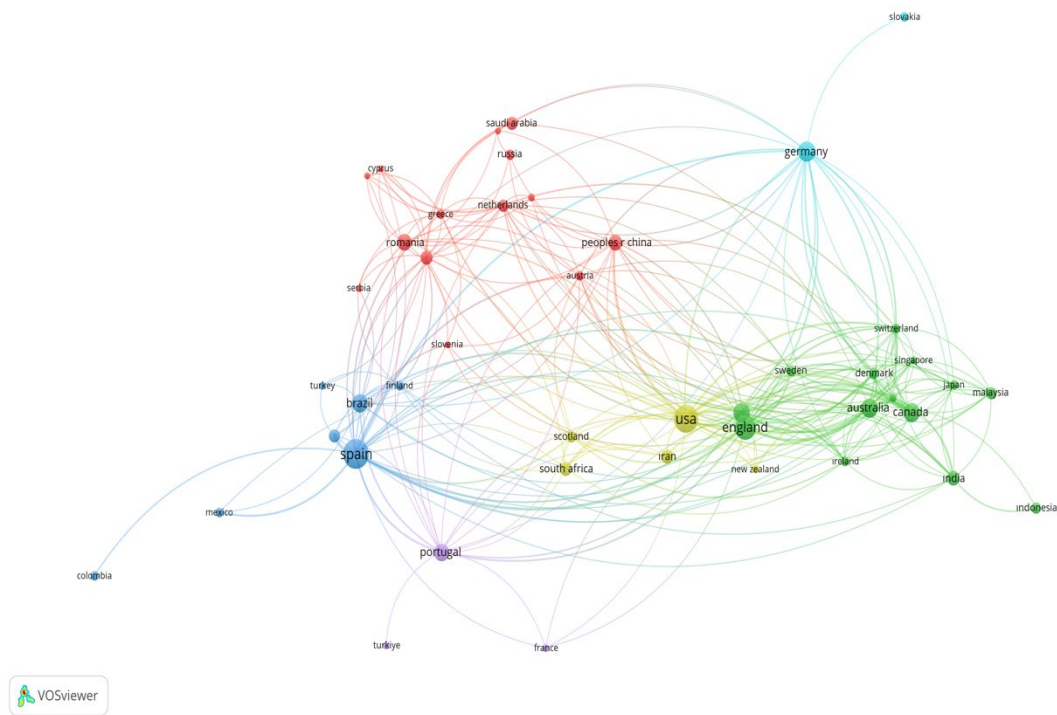 slovakia
saudi arabia
germany
russia
cyprus
greece
netherlands
romania
peoples r china
austria
serbia
switzerland
slovenia
singapore
sweden
denmark
turkey
finland
japan
malaysia
brazil
australia
canada
usa
england
scotland
spain
iran
ireland
south africa
new zealand
india
mexico
indonesia
portugal
colombia
turkiye
france
VOSviewer